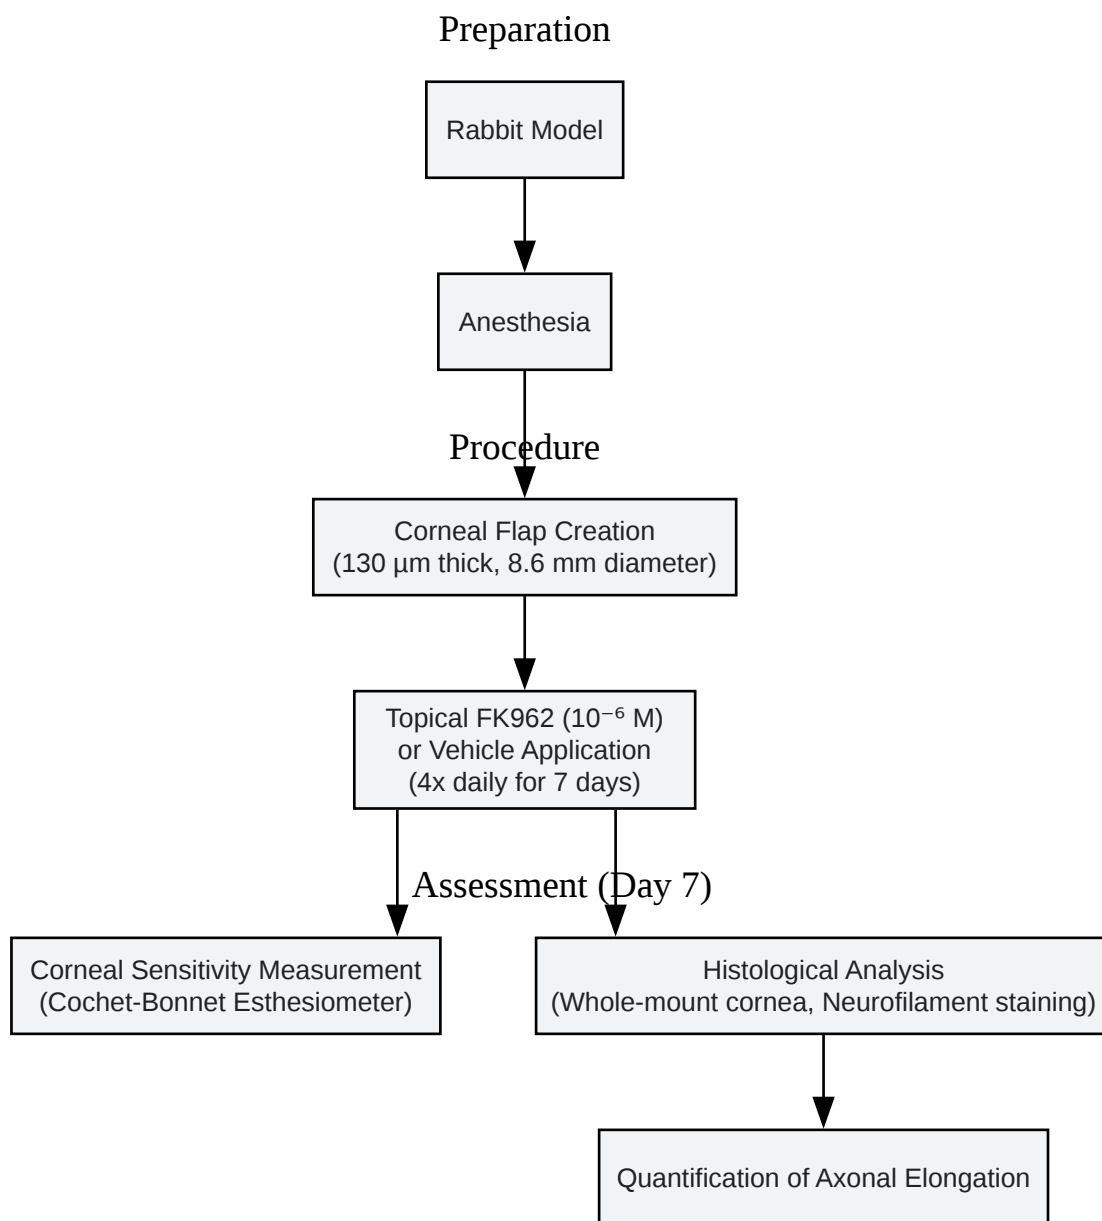 Preparation
Rabbit Model
Anesthesia
Procedure
Corneal Flap Creation
(130 µm thick, 8.6 mm diameter)
Topical FK962 (10⁻⁶ M)
or Vehicle Application
(4x daily for 7 days)
Assessment (Day 7)
Corneal Sensitivity Measurement
(Cochet-Bonnet Esthesiometer)
Histological Analysis
(Whole-mount cornea, Neurofilament staining)
Quantification of Axonal Elongation